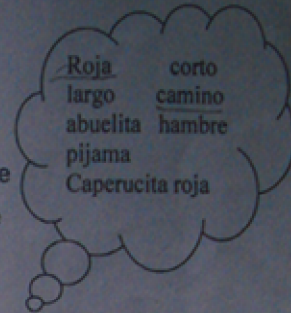 Roja corto
largo camino
abuelita hambre
pijama
e
Caperucita roja